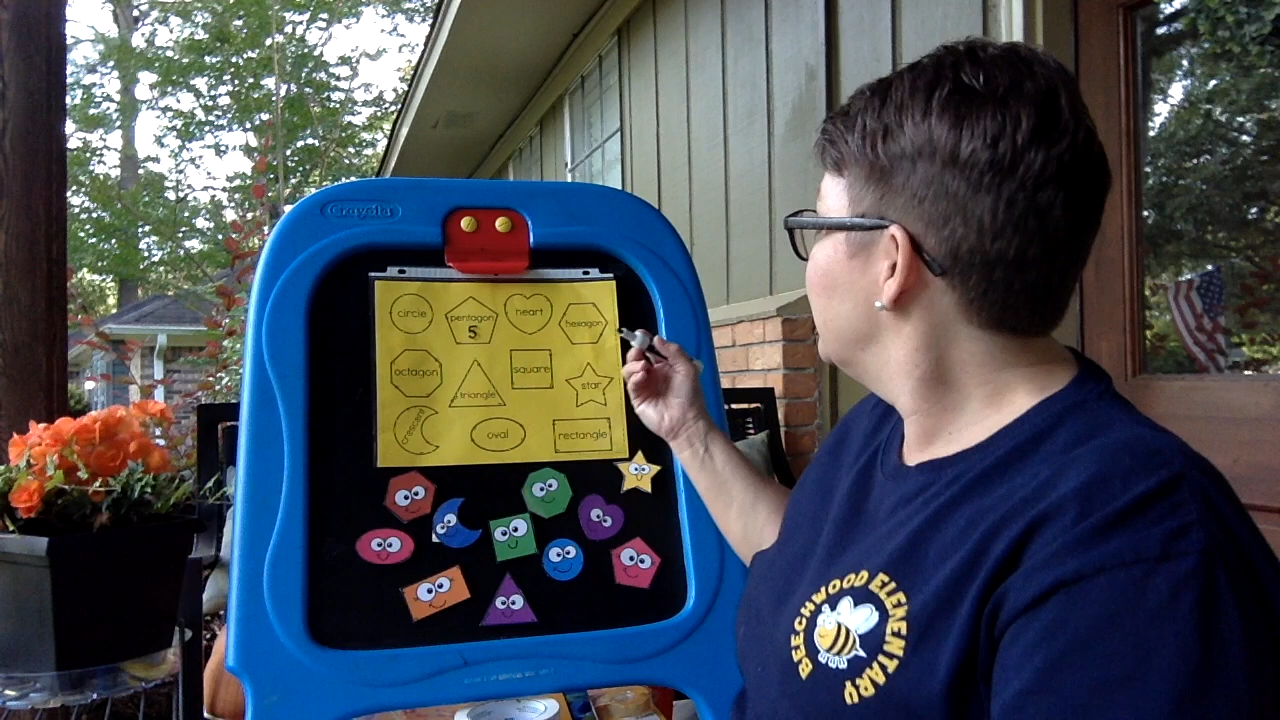 Crayola
circle pentagon heart hexagon
5
octagon triangle square star
crescent oval rectangle
BEECHWOOD ELEMENTARY